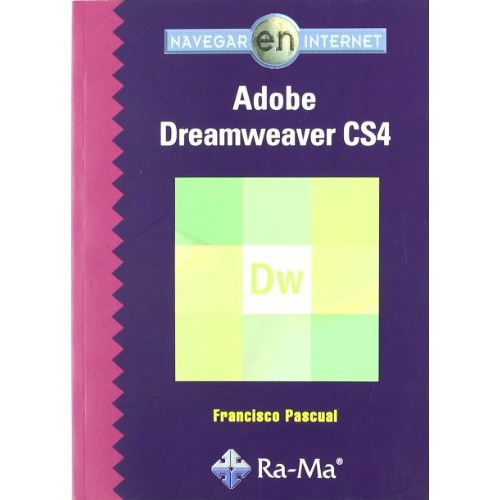 NAVEGAR en INTERNET
Adobe
Dreamweaver CS4
Dw
Francisco Pascual
Ra-Ma®